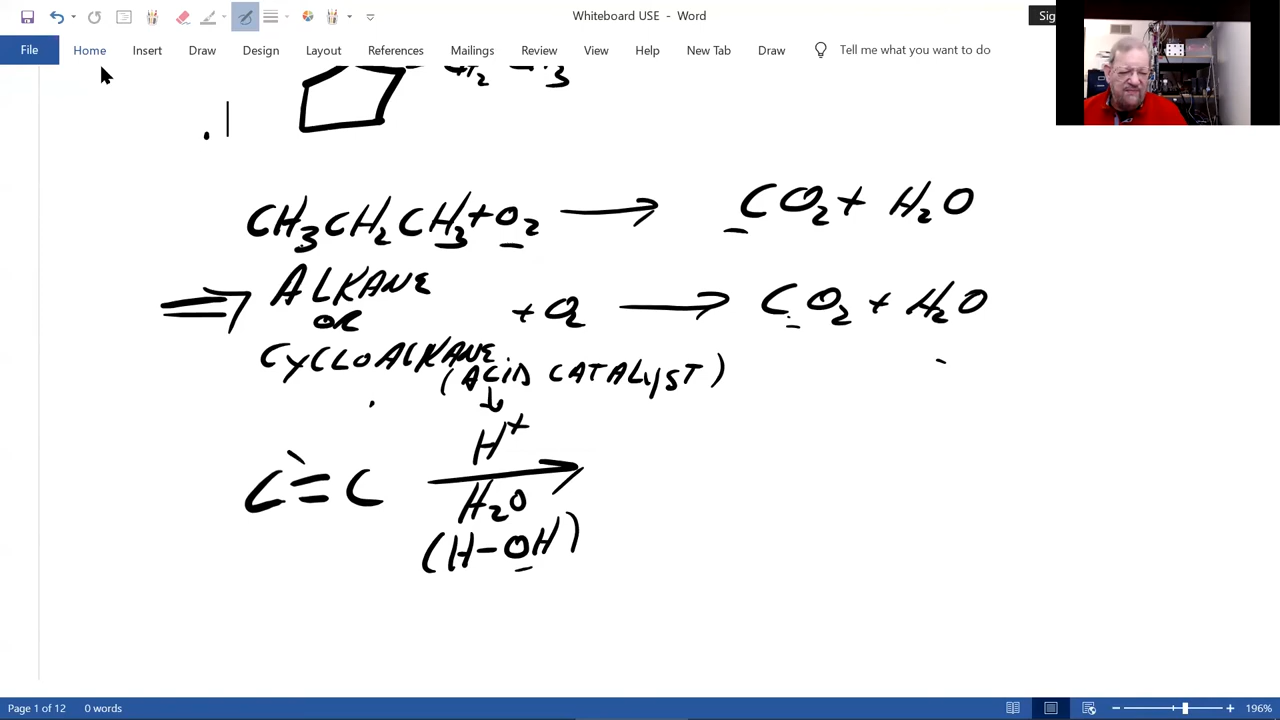 Whiteboard USE - Word
Sig
File Home Insert Draw Design Layout References Mailings Review View Help New Tab Draw Tell me what you want to do
CH₃CH₂CH₃+O₂ → CO₂+ H₂O
⇒ ALKANE
OR
+ O₂ → CO₂ + H₂O
CYCLOALKANE
(ACID CATALYST)
↓
H⁺
C=C →
H₂O
(H-OH)
Page 1 of 12 0 words 196%